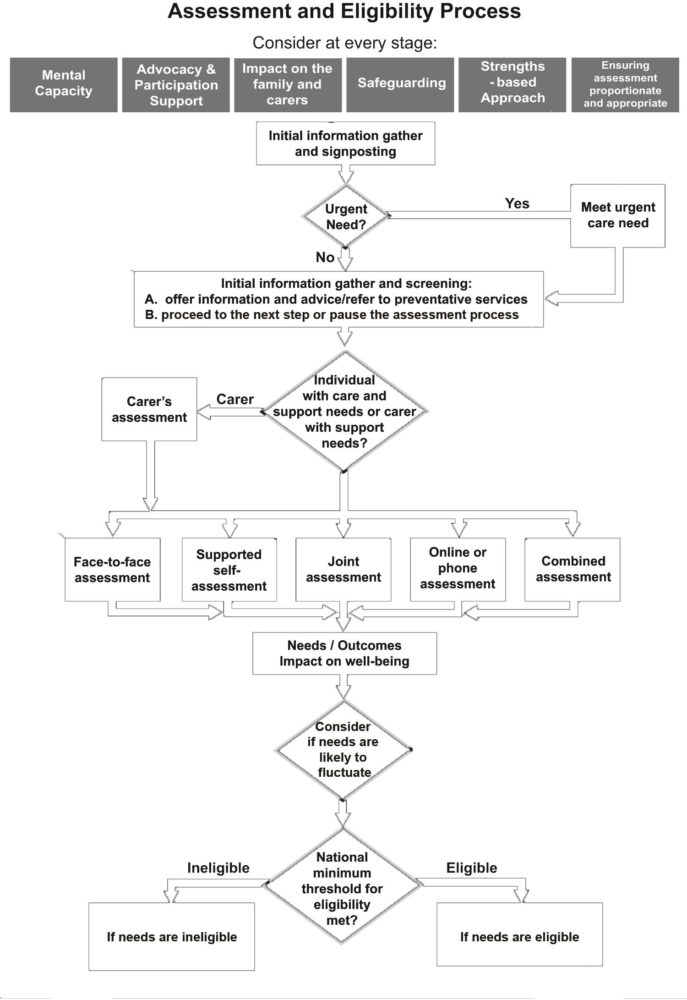 Assessment and Eligibility Process
Consider at every stage:
Mental
Capacity
Advocacy &
Participation
Support
Impact on the
family and
carers
Safeguarding
Strengths
-based
Approach
Ensuring
assessment
proportionate
and appropriate
Initial information gather
and signposting
Urgent
Need?
Yes
Meet urgent
care need
No
Initial information gather and screening:
A. offer information and advice/refer to preventative services
B. proceed to the next step or pause the assessment process
Individual
with care and
support needs or carer
with support
needs?
Carer
Carer's
assessment
Face-to-face
assessment
Supported
self-
assessment
Joint
assessment
Online or
phone
assessment
Combined
assessment
Needs / Outcomes
Impact on well-being
Consider
if needs are
likely to
fluctuate
National
minimum
threshold for
eligibility
met?
Ineligible
Eligible
If needs are ineligible
If needs are eligible